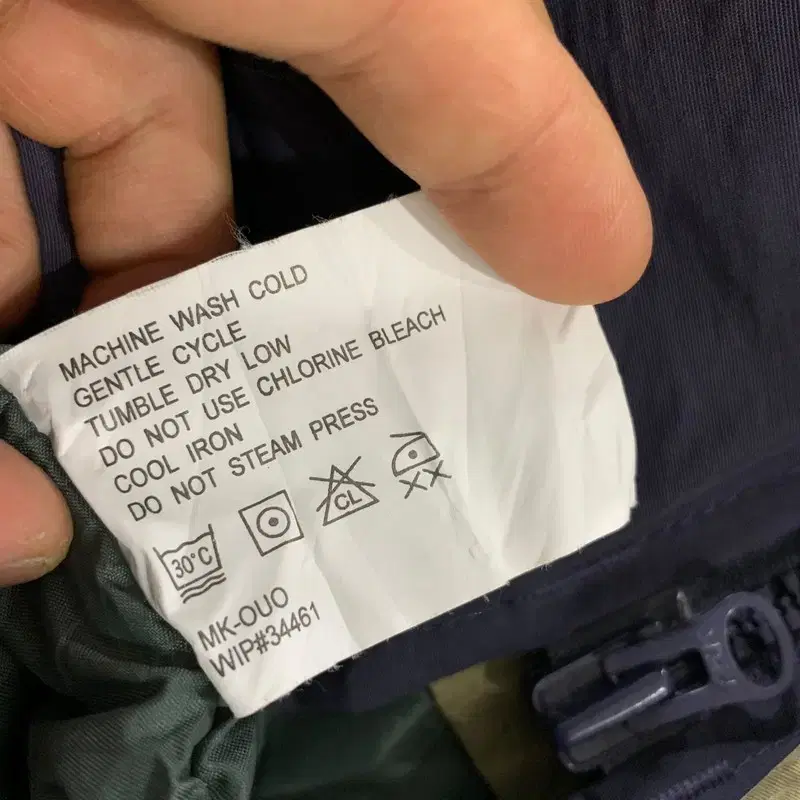 MACHINE WASH COLD
GENTLE CYCLE
TUMBLE DRY LOW
DO NOT USE CHLORINE BLEACH
COOL IRON
DO NOT STEAM PRESS
30°C
CL
MK-OUO
WIP#34461